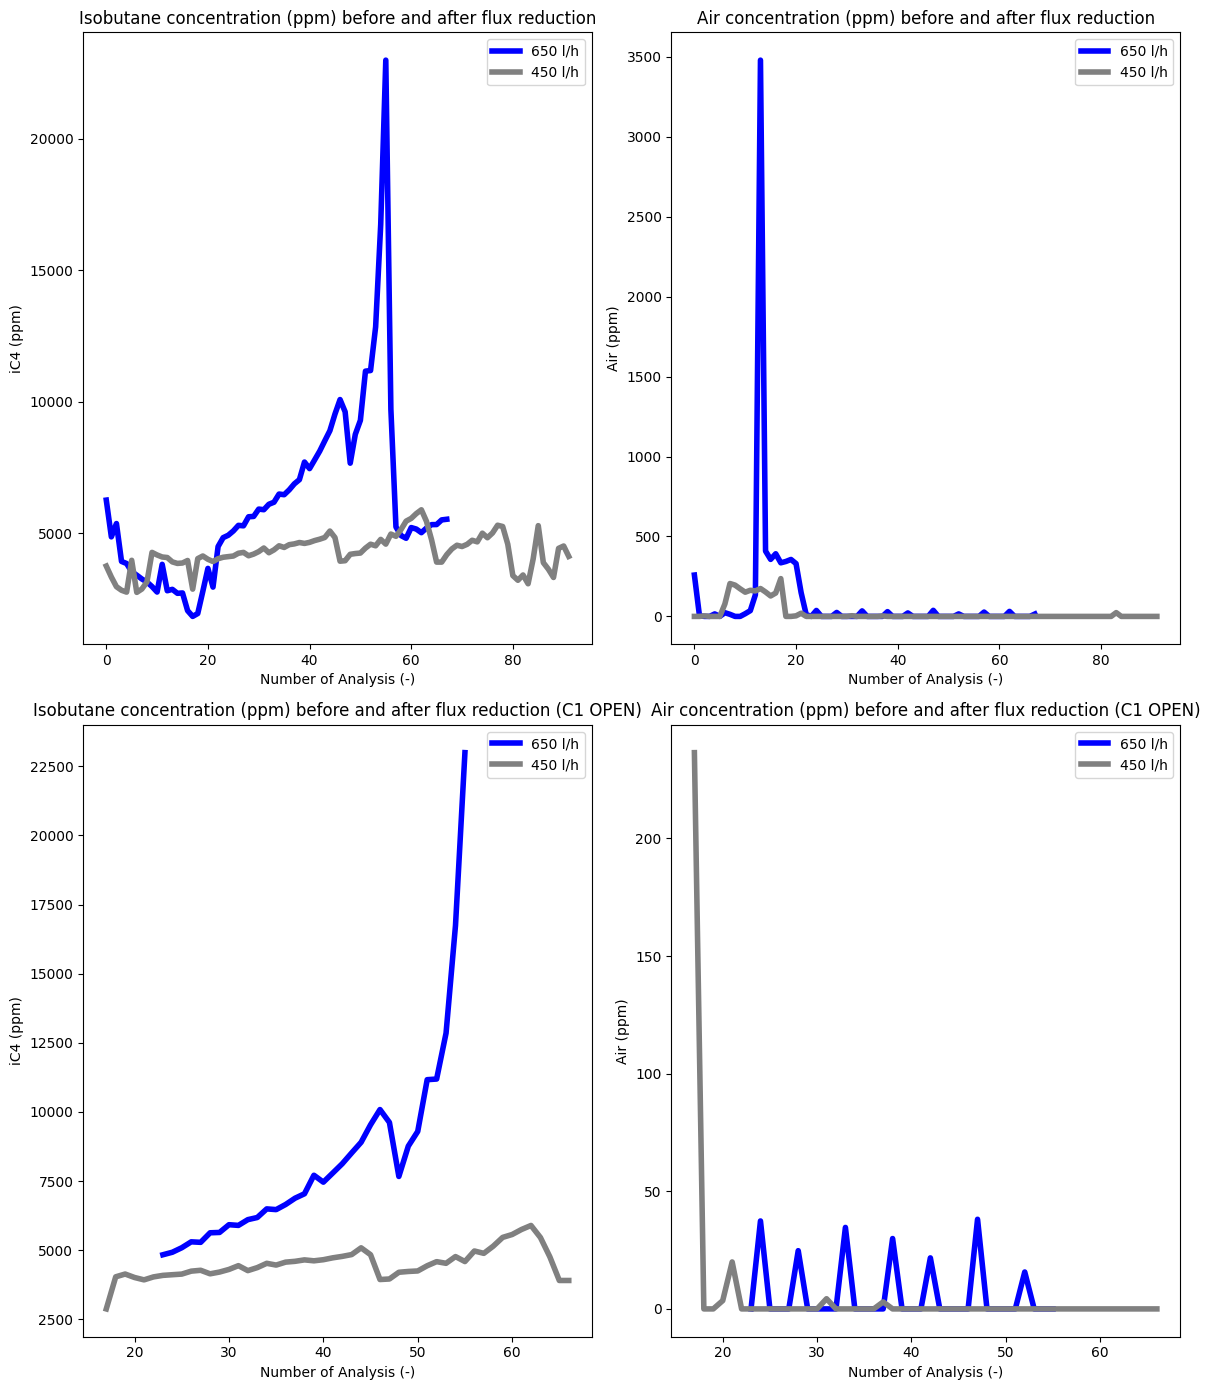 Isobutane concentration (ppm) before and after flux reduction
650 l/h
450 l/h
20000
15000
10000
5000
iC4 (ppm)
0 20 40 60 80
Number of Analysis (-)
Air concentration (ppm) before and after flux reduction
650 l/h
450 l/h
3500
3000
2500
2000
1500
1000
500
0
Air (ppm)
0 20 40 60 80
Number of Analysis (-)
Isobutane concentration (ppm) before and after flux reduction (C1 OPEN)
650 l/h
450 l/h
22500
20000
17500
15000
12500
10000
7500
5000
2500
iC4 (ppm)
20 30 40 50 60
Number of Analysis (-)
Air concentration (ppm) before and after flux reduction (C1 OPEN)
650 l/h
450 l/h
200
150
100
50
0
Air (ppm)
20 30 40 50 60
Number of Analysis (-)